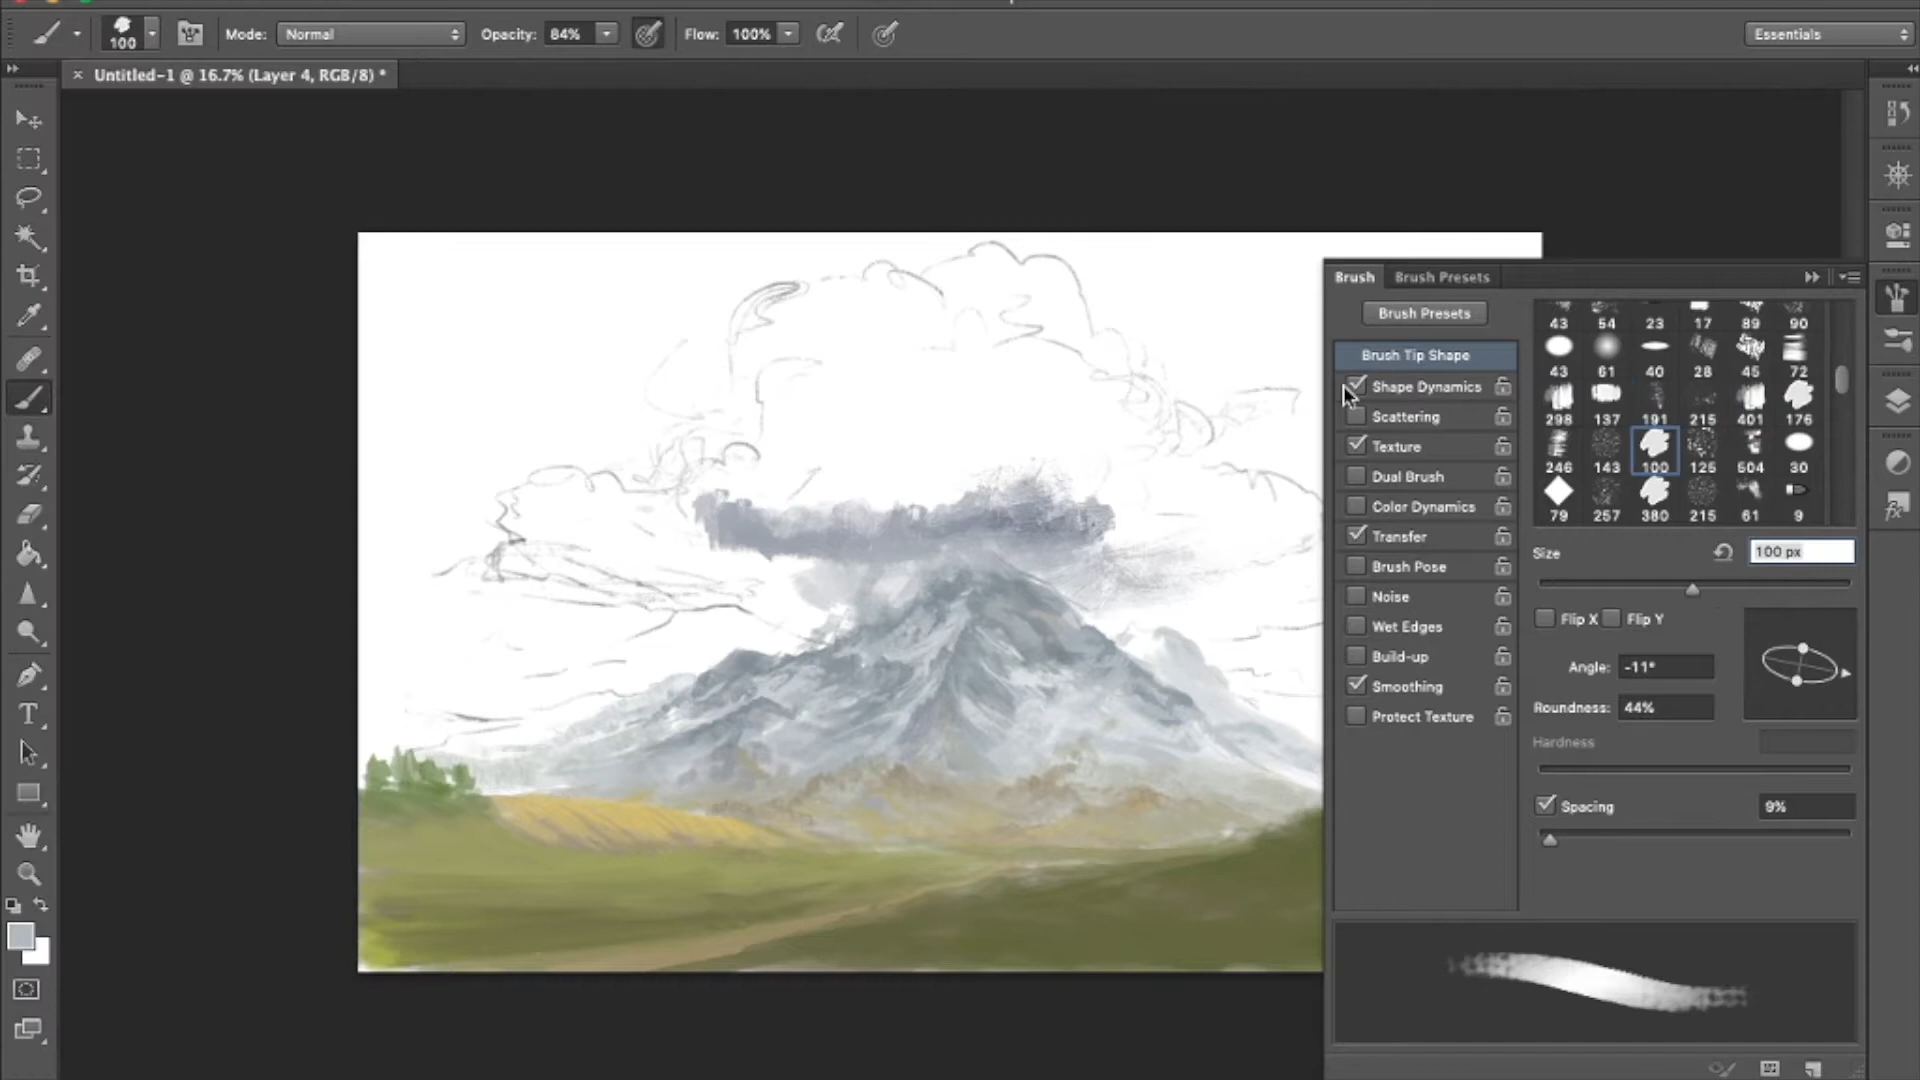 100 Mode: Normal Opacity: 84% Flow: 100% Essentials
× Untitled-1 @ 16.7% (Layer 4, RGB/8) *
Brush Brush Presets
Brush Presets
Brush Tip Shape
Shape Dynamics
Scattering
Texture
Dual Brush
Color Dynamics
Transfer
Brush Pose
Noise
Wet Edges
Build-up
Smoothing
Protect Texture
43 54 23 17 89 90
43 61 40 28 45 72
298 137 191 215 401 176
246 143 100 125 504 30
79 257 380 215 61 9
Size 100 px
Flip X Flip Y
Angle: -11°
Roundness: 44%
Hardness
Spacing 9%